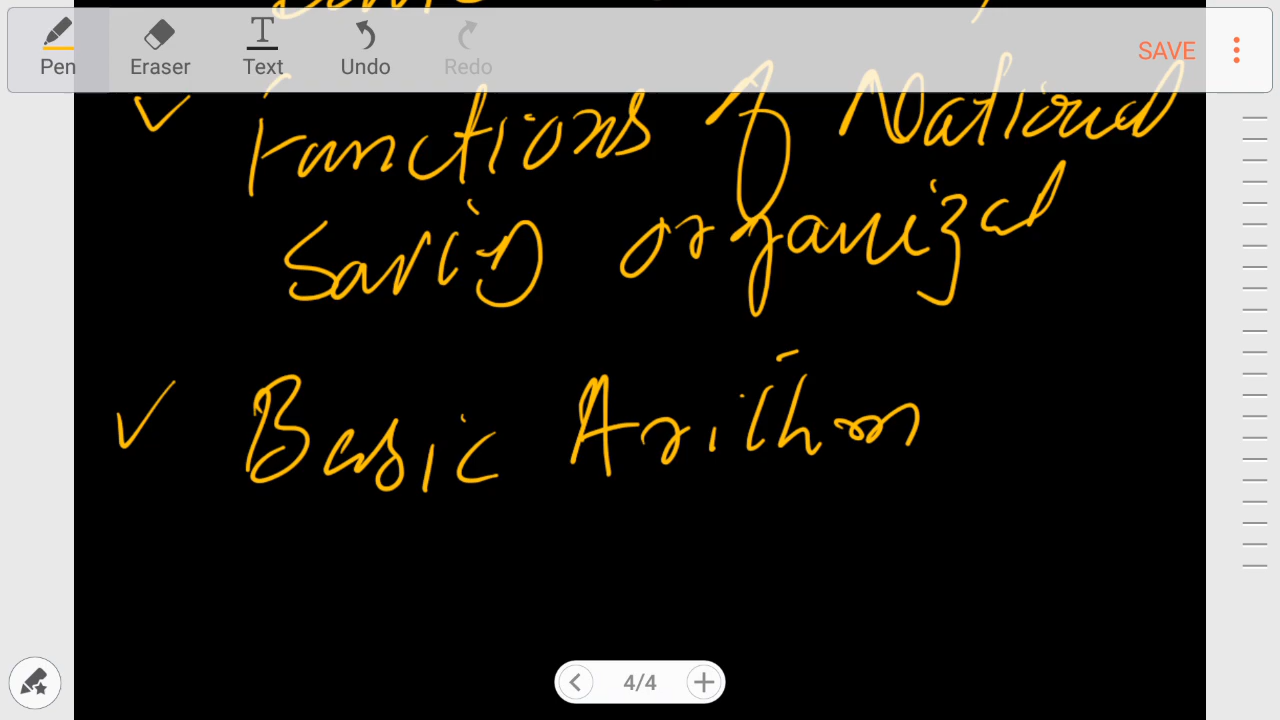 Pen Eraser Text Undo Redo SAVE
✓ Functions of National
Saving organizat
✓ Basic Arithm
4/4